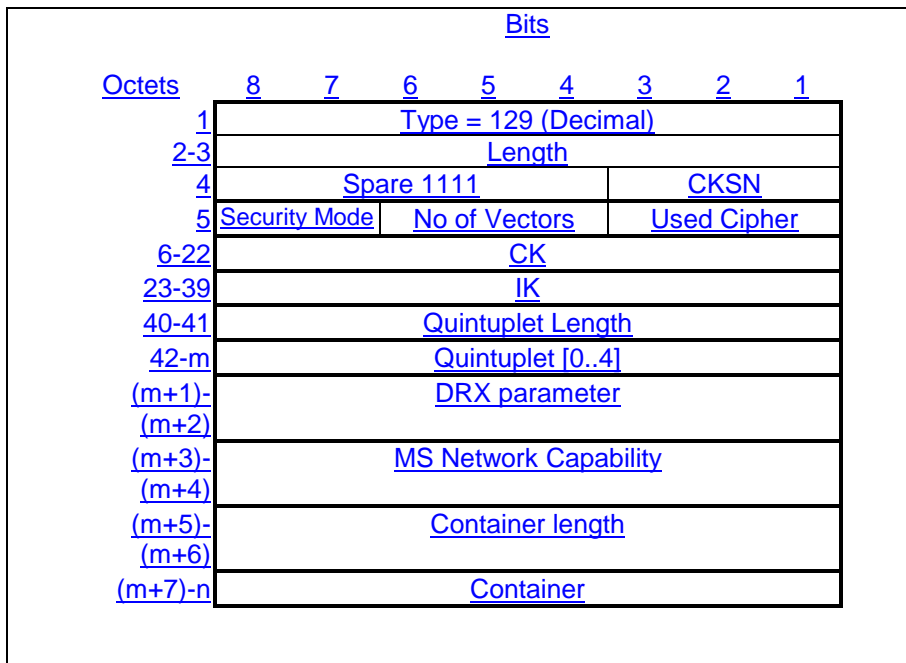 Bits
Octets 8 7 6 5 4 3 2 1
1 Type = 129 (Decimal)
2-3 Length
4 Spare 1111 CKSN
5 Security Mode No of Vectors Used Cipher
6-22 CK
23-39 IK
40-41 Quintuplet Length
42-m Quintuplet [0..4]
(m+1)- DRX parameter
(m+2)
(m+3)- MS Network Capability
(m+4)
(m+5)- Container length
(m+6)
(m+7)-n Container